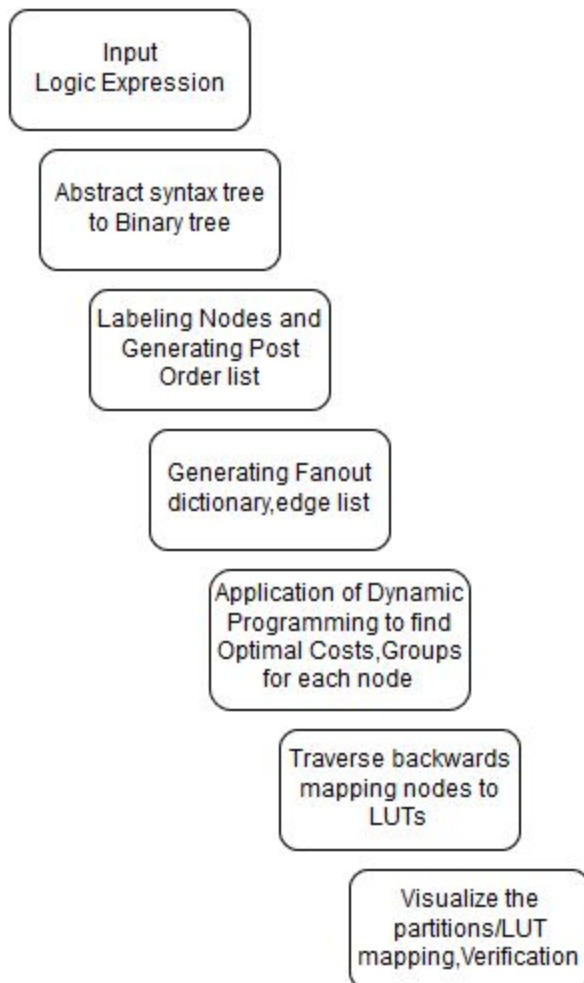 Input
Logic Expression
Abstract syntax tree
to Binary tree
Labeling Nodes and
Generating Post
Order list
Generating Fanout
dictionary,edge list
Application of Dynamic
Programming to find
Optimal Costs,Groups
for each node
Traverse backwards
mapping nodes to
LUTs
Visualize the
partitions/LUT
mapping,Verification